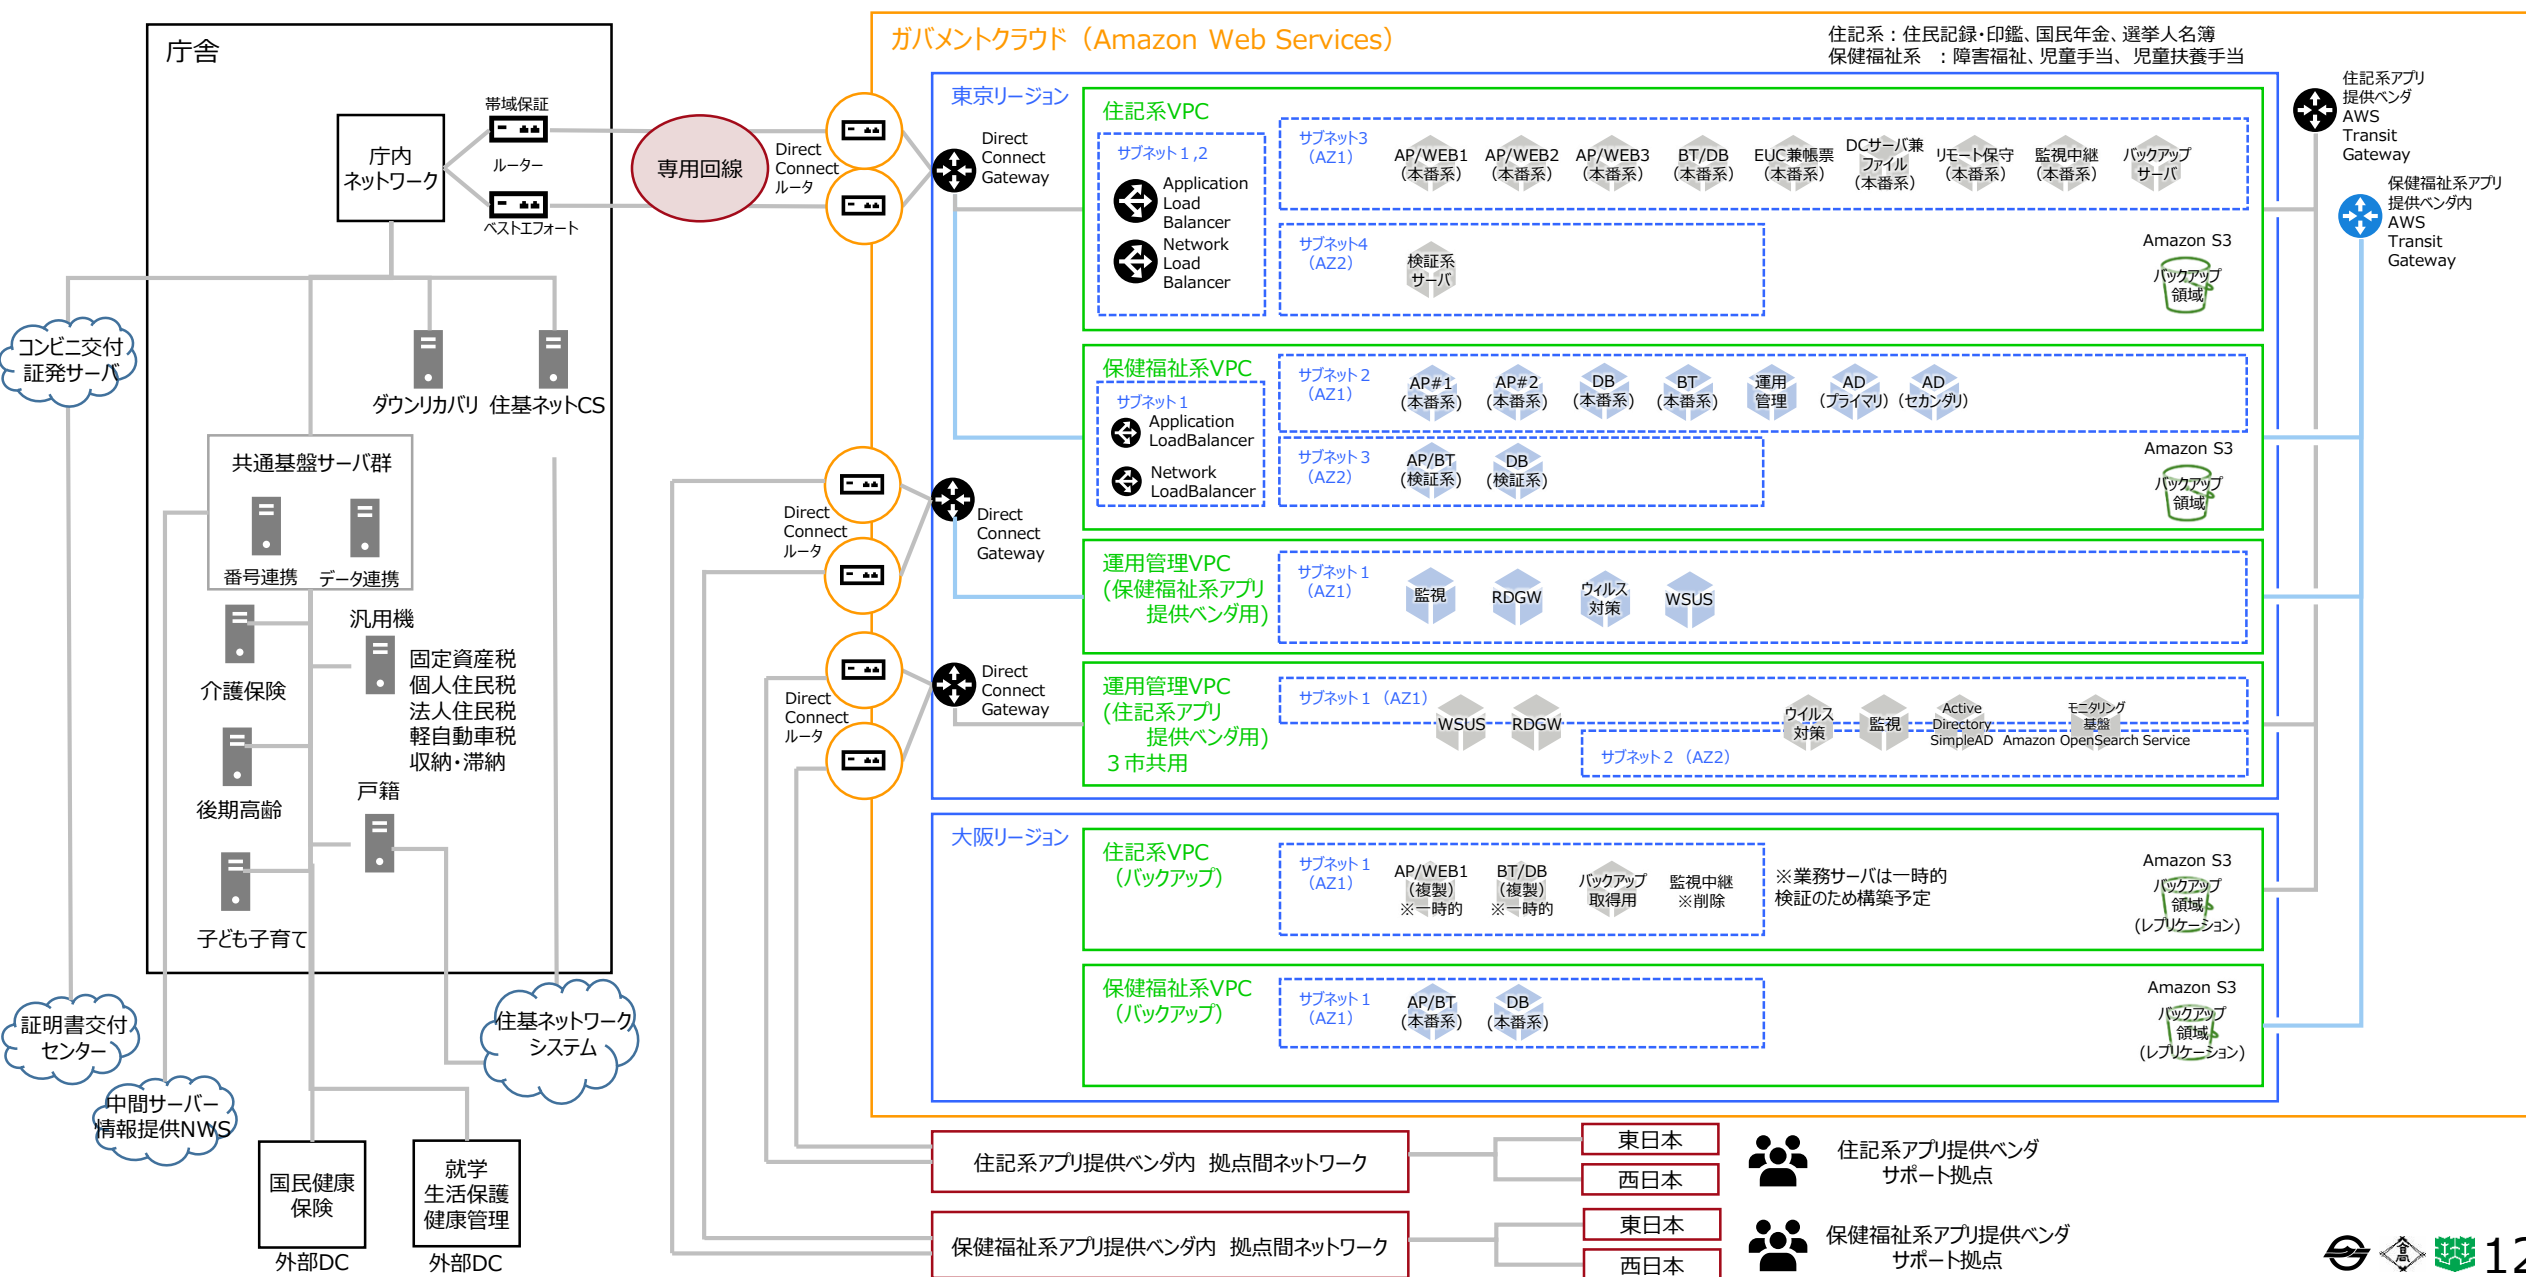 庁舎
庁内
ネットワーク
帯域保証
ルーター
ベストエフォート
専用回線
コンビニ交付
証発サーバ
ダウンリカバリ
住基ネットCS
共通基盤サーバ群
番号連携
データ連携
汎用機
介護保険
固定資産税
個人住民税
法人住民税
軽自動車税
収納・滞納
後期高齢
戸籍
子ども子育て
証明書交付
センター
住基ネットワーク
システム
中間サーバー
情報提供NWS
国民健康
保険
外部DC
就学
生活保護
健康管理
外部DC
ガバメントクラウド（Amazon Web Services）
住記系：住民記録・印鑑、国民年金、選挙人名簿
保健福祉系　：障害福祉、児童手当、児童扶養手当
Direct
Connect
ルータ
Direct
Connect
Gateway
Direct
Connect
ルータ
Direct
Connect
Gateway
Direct
Connect
ルータ
Direct
Connect
Gateway
東京リージョン
住記系VPC
サブネット１,２
Application
Load
Balancer
Network
Load
Balancer
サブネット3
（AZ1）
AP/WEB1
（本番系）
AP/WEB2
（本番系）
AP/WEB3
（本番系）
BT/DB
（本番系）
EUC兼帳票
（本番系）
DCサーバ兼
ファイル
（本番系）
リモート保守
（本番系）
監視中継
（本番系）
バックアップ
サーバ
サブネット4
（AZ2）
検証系
サーバ
Amazon S3
バックアップ
領域
保健福祉系VPC
サブネット１
Application
LoadBalancer
Network
LoadBalancer
サブネット２
（AZ1）
AP#1
（本番系）
AP#2
（本番系）
DB
（本番系）
BT
（本番系）
運用
管理
AD
（プライマリ）
AD
（セカンダリ）
サブネット３
（AZ2）
AP/BT
（検証系）
DB
（検証系）
Amazon S3
バックアップ
領域
運用管理VPC
(保健福祉系アプリ
提供ベンダ用)
サブネット１
（AZ1）
監視
RDGW
ウィルス
対策
WSUS
運用管理VPC
(住記系アプリ
提供ベンダ用)
３市共用
サブネット１（AZ1）
WSUS
RDGW
ウイルス
対策
監視
Active
Directory
SimpleAD
モニタリング
基盤
Amazon OpenSearch Service
サブネット２（AZ2）
大阪リージョン
住記系VPC
（バックアップ）
サブネット１
（AZ1）
AP/WEB1
（複製）
※一時的
BT/DB
（複製）
※一時的
バックアップ
取得用
監視中継
※削除
※業務サーバは一時的
検証のため構築予定
Amazon S3
バックアップ
領域
(レプリケーション)
保健福祉系VPC
（バックアップ）
サブネット１
（AZ1）
AP/BT
（本番系）
DB
（本番系）
Amazon S3
バックアップ
領域
(レプリケーション)
住記系アプリ
提供ベンダ
AWS
Transit
Gateway
保健福祉系アプリ
提供ベンダ内
AWS
Transit
Gateway
住記系アプリ提供ベンダ内　拠点間ネットワーク
東日本
西日本
住記系アプリ提供ベンダ
サポート拠点
保健福祉系アプリ提供ベンダ内　拠点間ネットワーク
東日本
西日本
保健福祉系アプリ提供ベンダ
サポート拠点
12